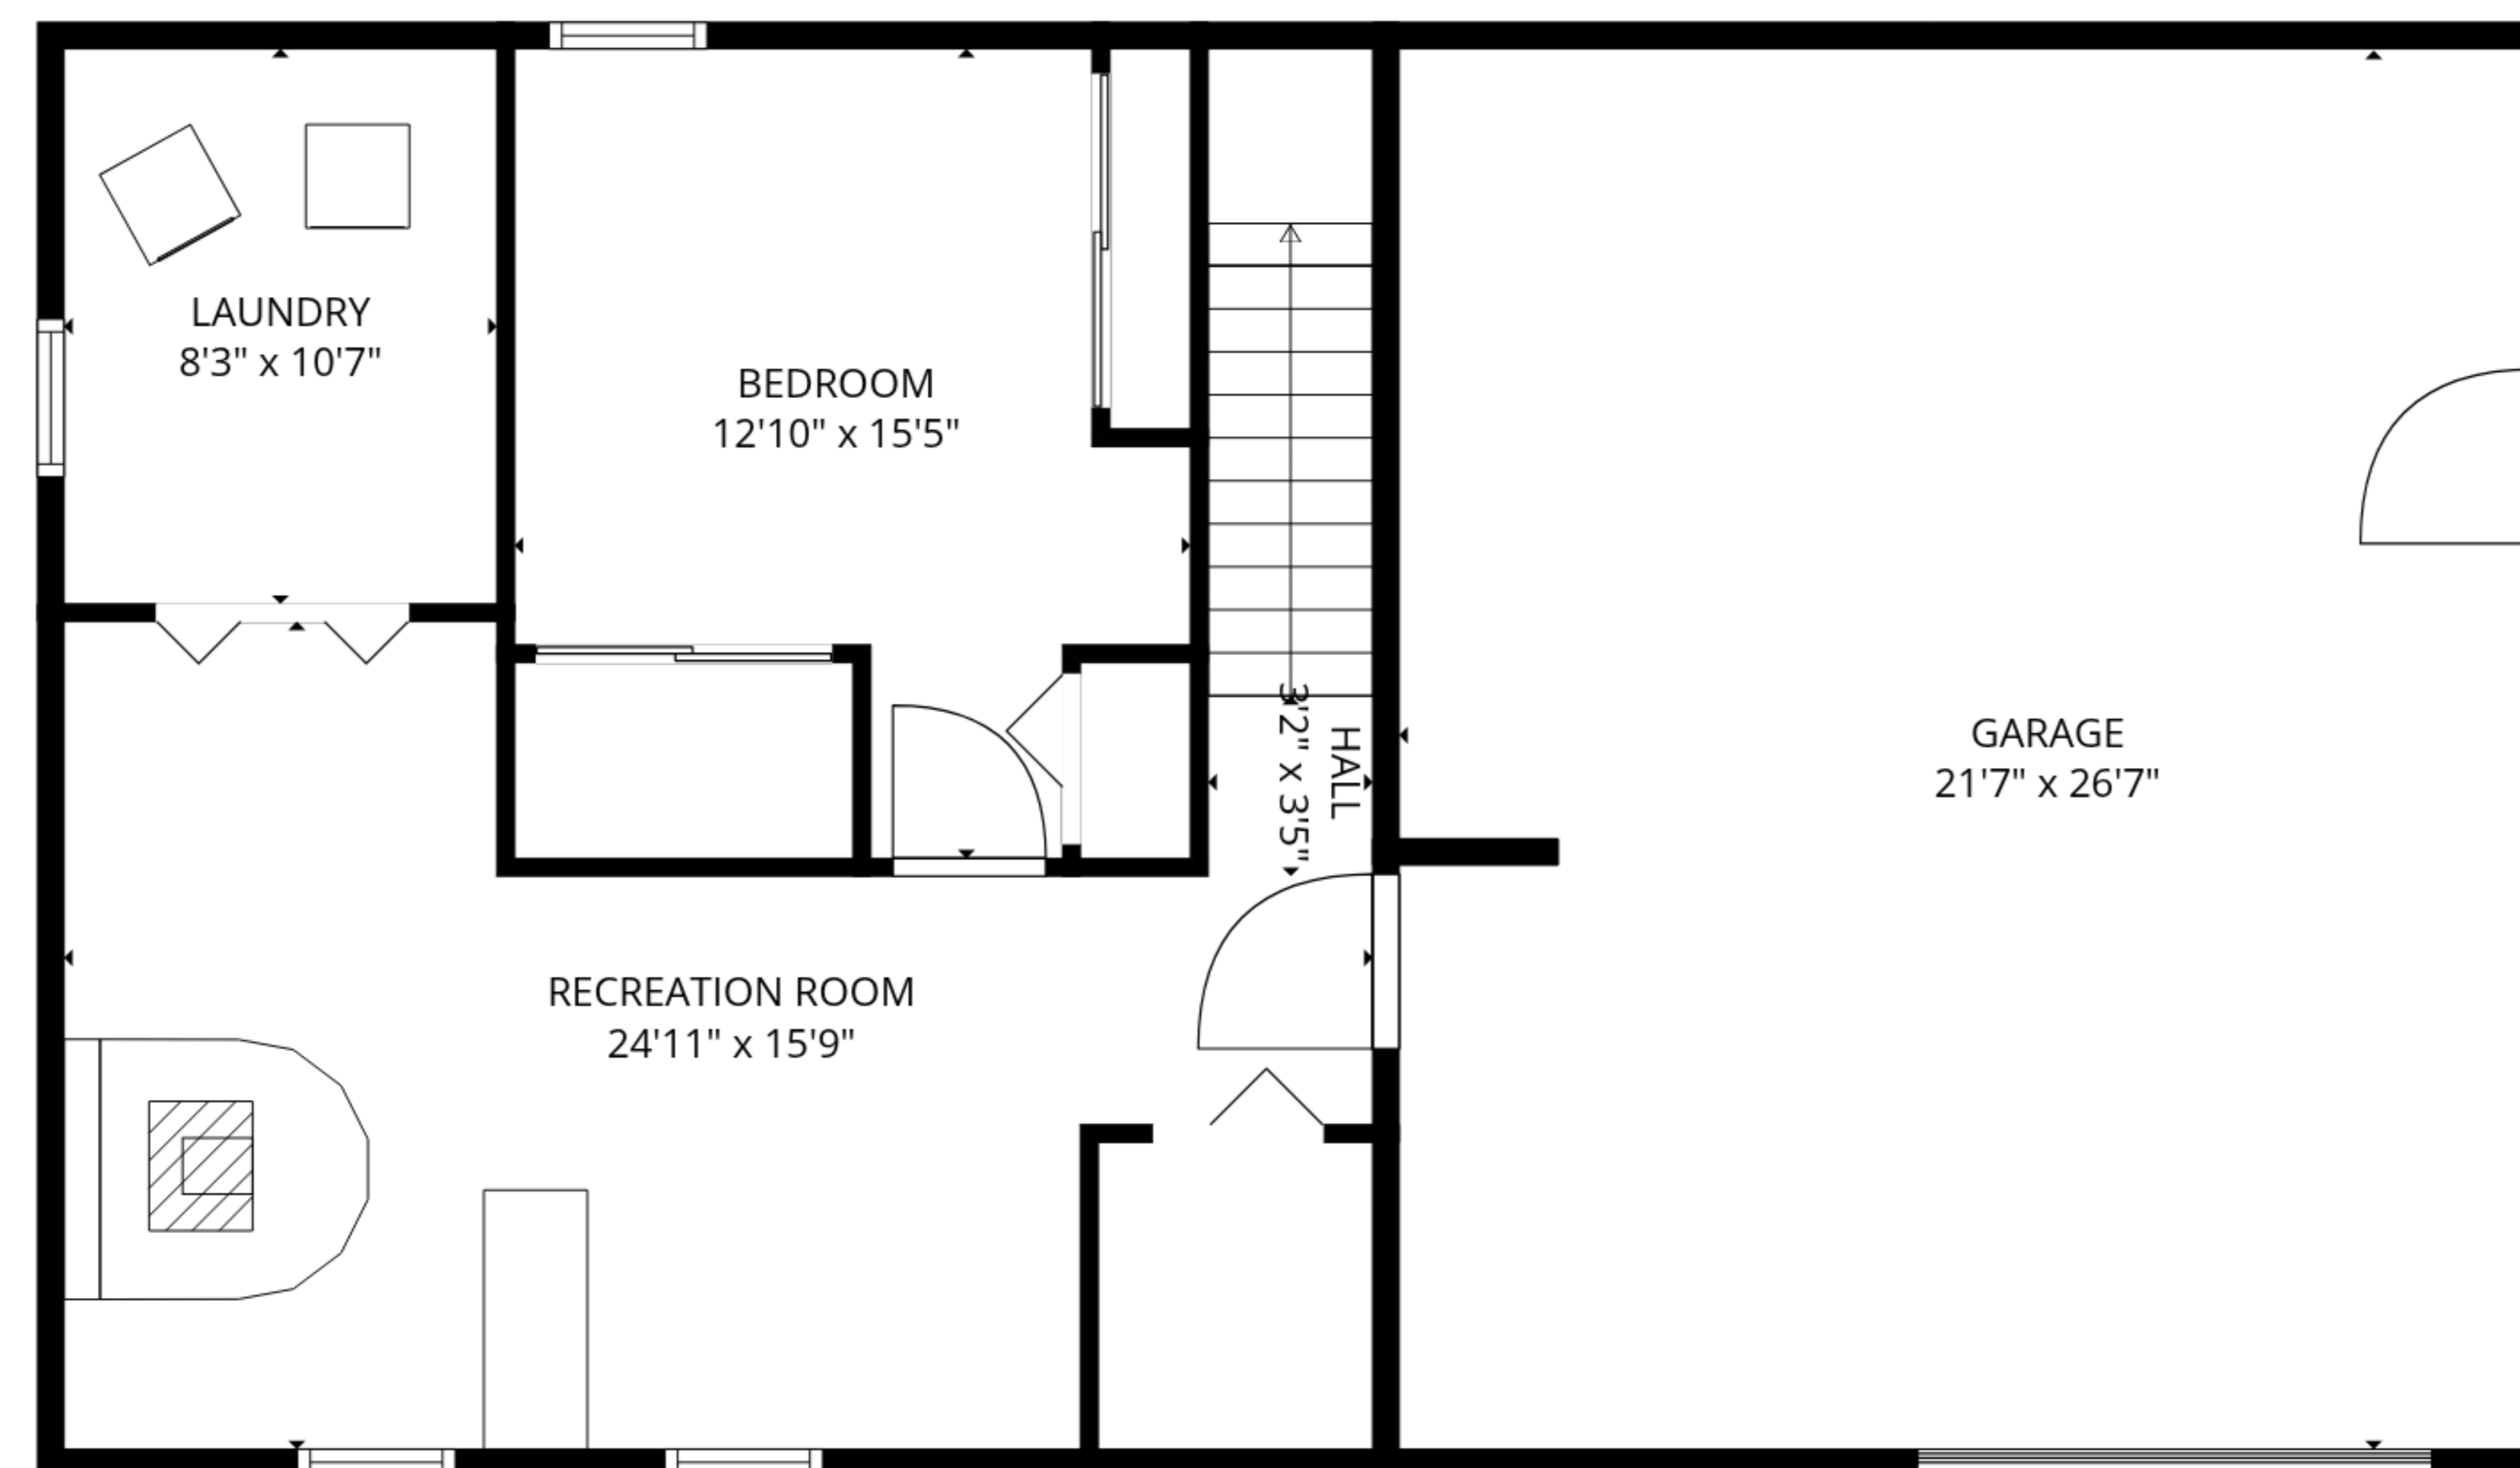 LAUNDRY
8'3" x 10'7"
BEDROOM
12'10" x 15'5"
HALL
3'2" x 3'5"
GARAGE
21'7" x 26'7"
RECREATION ROOM
24'11" x 15'9"